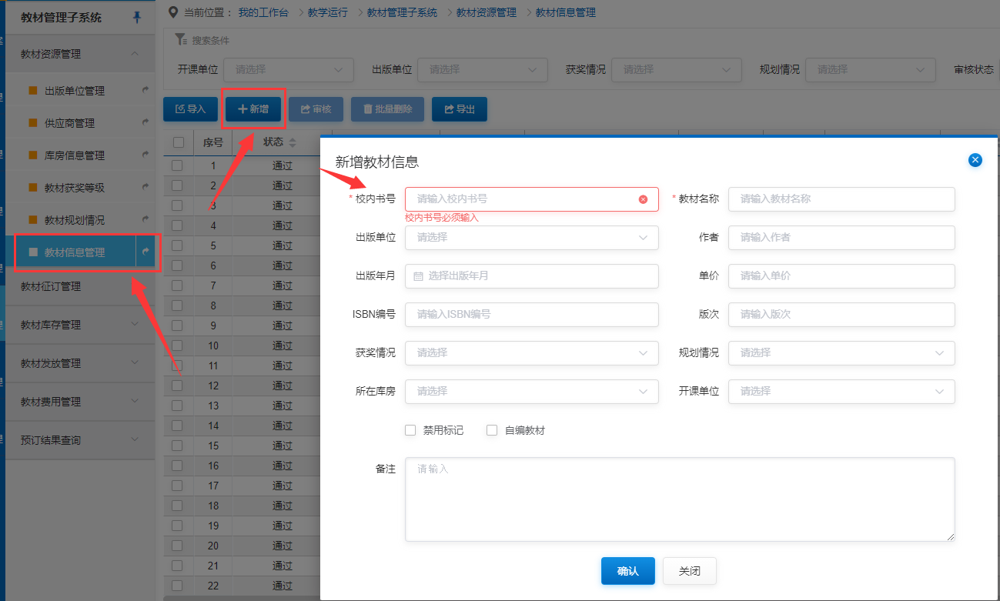 教材管理子系统
当前位置： 我的工作台 教学运行 教材管理子系统 教材资源管理 教材信息管理
教材资源管理
出版单位管理
供应商管理
库房信息管理
教材获奖等级
教材规划情况
教材信息管理
教材征订管理
教材库存管理
教材发放管理
教材费用管理
预订结果查询
搜索条件
开课单位 请选择 出版单位 请选择 获奖情况 请选择 规划情况 请选择 审核状态
导入 新增 审核 批量删除 导出
序号 状态
1 通过
2 通过
3 通过
4 通过
5 通过
6 通过
7 通过
8 通过
9 通过
10 通过
11 通过
12 通过
13 通过
14 通过
15 通过
16 通过
17 通过
18 通过
19 通过
20 通过
21 通过
22 通过
新增教材信息
* 校内书号 请输入校内书号 * 教材名称 请输入教材名称
校内书号必须输入
出版单位 请选择 作者 请输入作者
出版年月 选择出版年月 单价 请输入单价
ISBN编号 请输入ISBN编号 版次 请输入版次
获奖情况 请选择 规划情况 请选择
所在库房 请选择 开课单位 请选择
禁用标记 自编教材
备注 请输入
确认 关闭